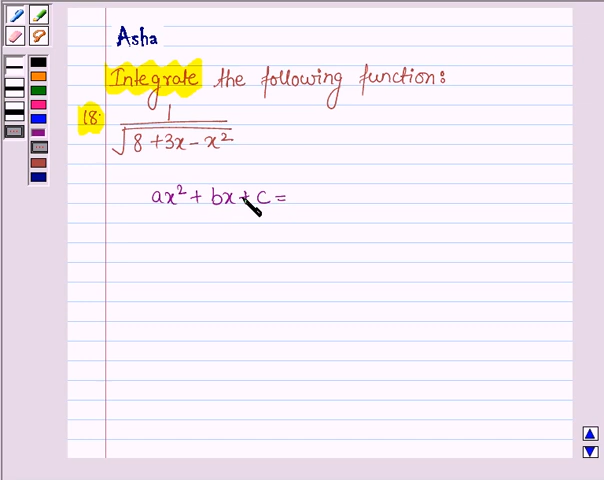 Asha
Integrate the following function:
18. 1/√(8 + 3x - x²)
ax² + bx + c =